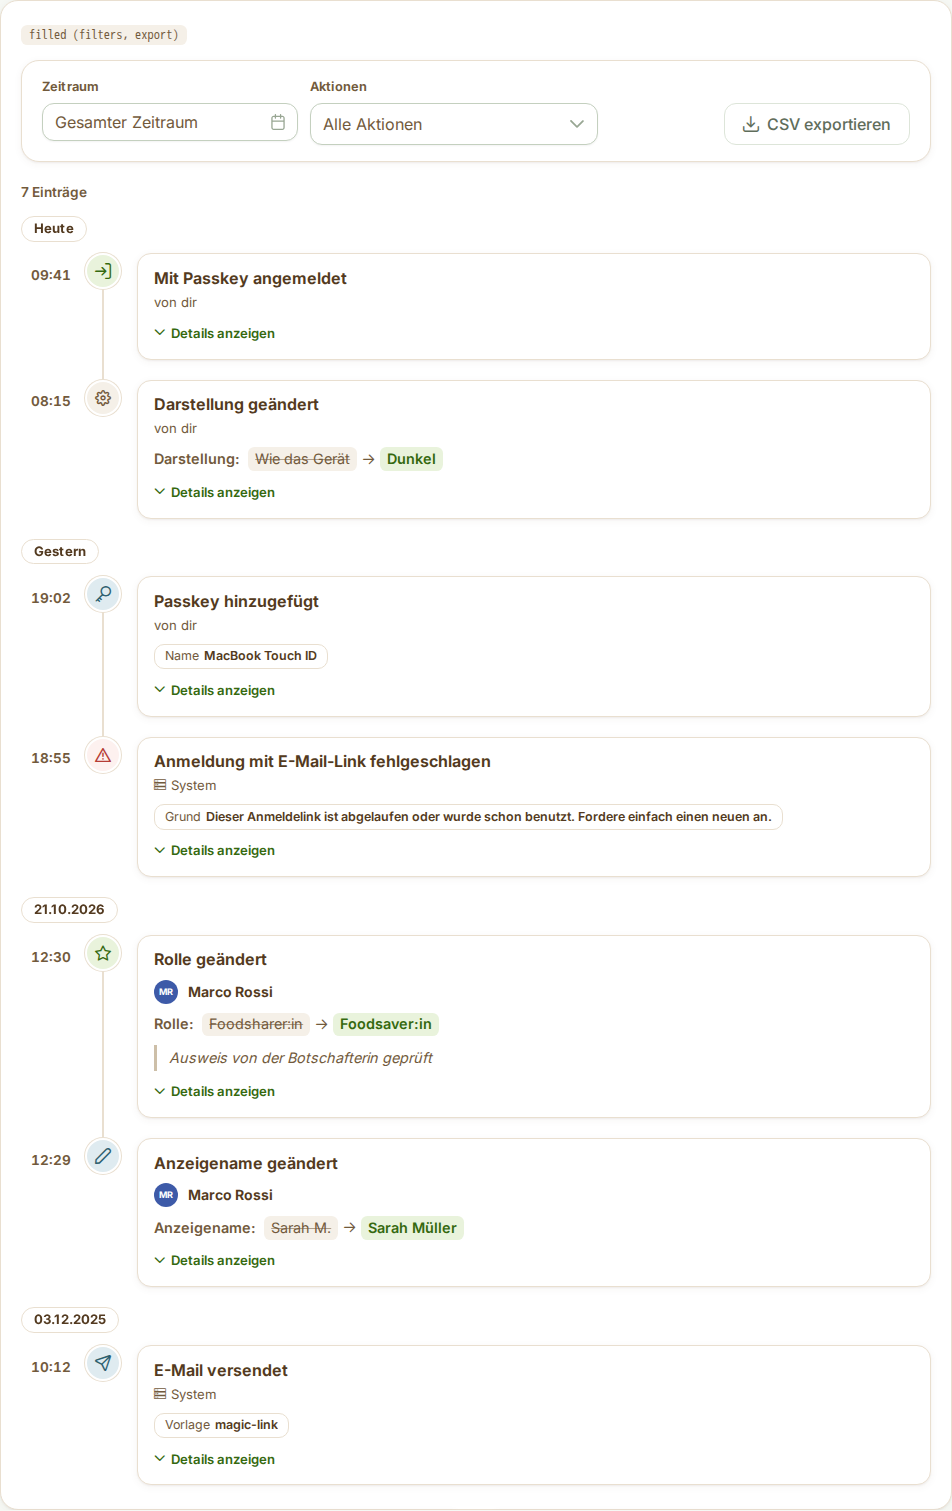 filled (filters, export)
Zeitraum
Aktionen
Gesamter Zeitraum
Alle Aktionen
CSV exportieren
7 Einträge
Heute
09:41
Mit Passkey angemeldet
von dir
Details anzeigen
08:15
Darstellung geändert
von dir
Darstellung: Wie das Gerät → Dunkel
Details anzeigen
Gestern
19:02
Passkey hinzugefügt
von dir
Name MacBook Touch ID
Details anzeigen
18:55
Anmeldung mit E-Mail-Link fehlgeschlagen
System
Grund Dieser Anmeldelink ist abgelaufen oder wurde schon benutzt. Fordere einfach einen neuen an.
Details anzeigen
21.10.2026
12:30
Rolle geändert
MR Marco Rossi
Rolle: Foodsharer:in → Foodsaver:in
Ausweis von der Botschafterin geprüft
Details anzeigen
12:29
Anzeigename geändert
MR Marco Rossi
Anzeigename: Sarah M. → Sarah Müller
Details anzeigen
03.12.2025
10:12
E-Mail versendet
System
Vorlage magic-link
Details anzeigen